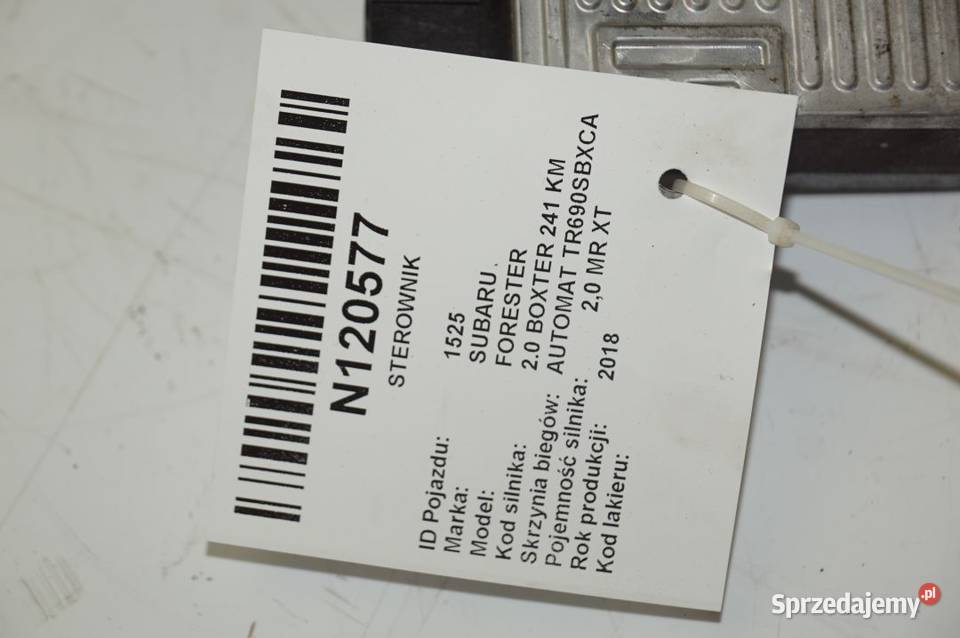 N120577
STEROWNIK
ID Pojazdu: 1525
Marka: SUBARU
Model: FORESTER
Kod silnika: 2.0 BOXTER 241 KM
Skrzynia biegów: AUTOMAT TR690SBXCA
Pojemność silnika: 2,0 MR XT
Rok produkcji: 2018
Kod lakieru:
Sprzedajemy.pl